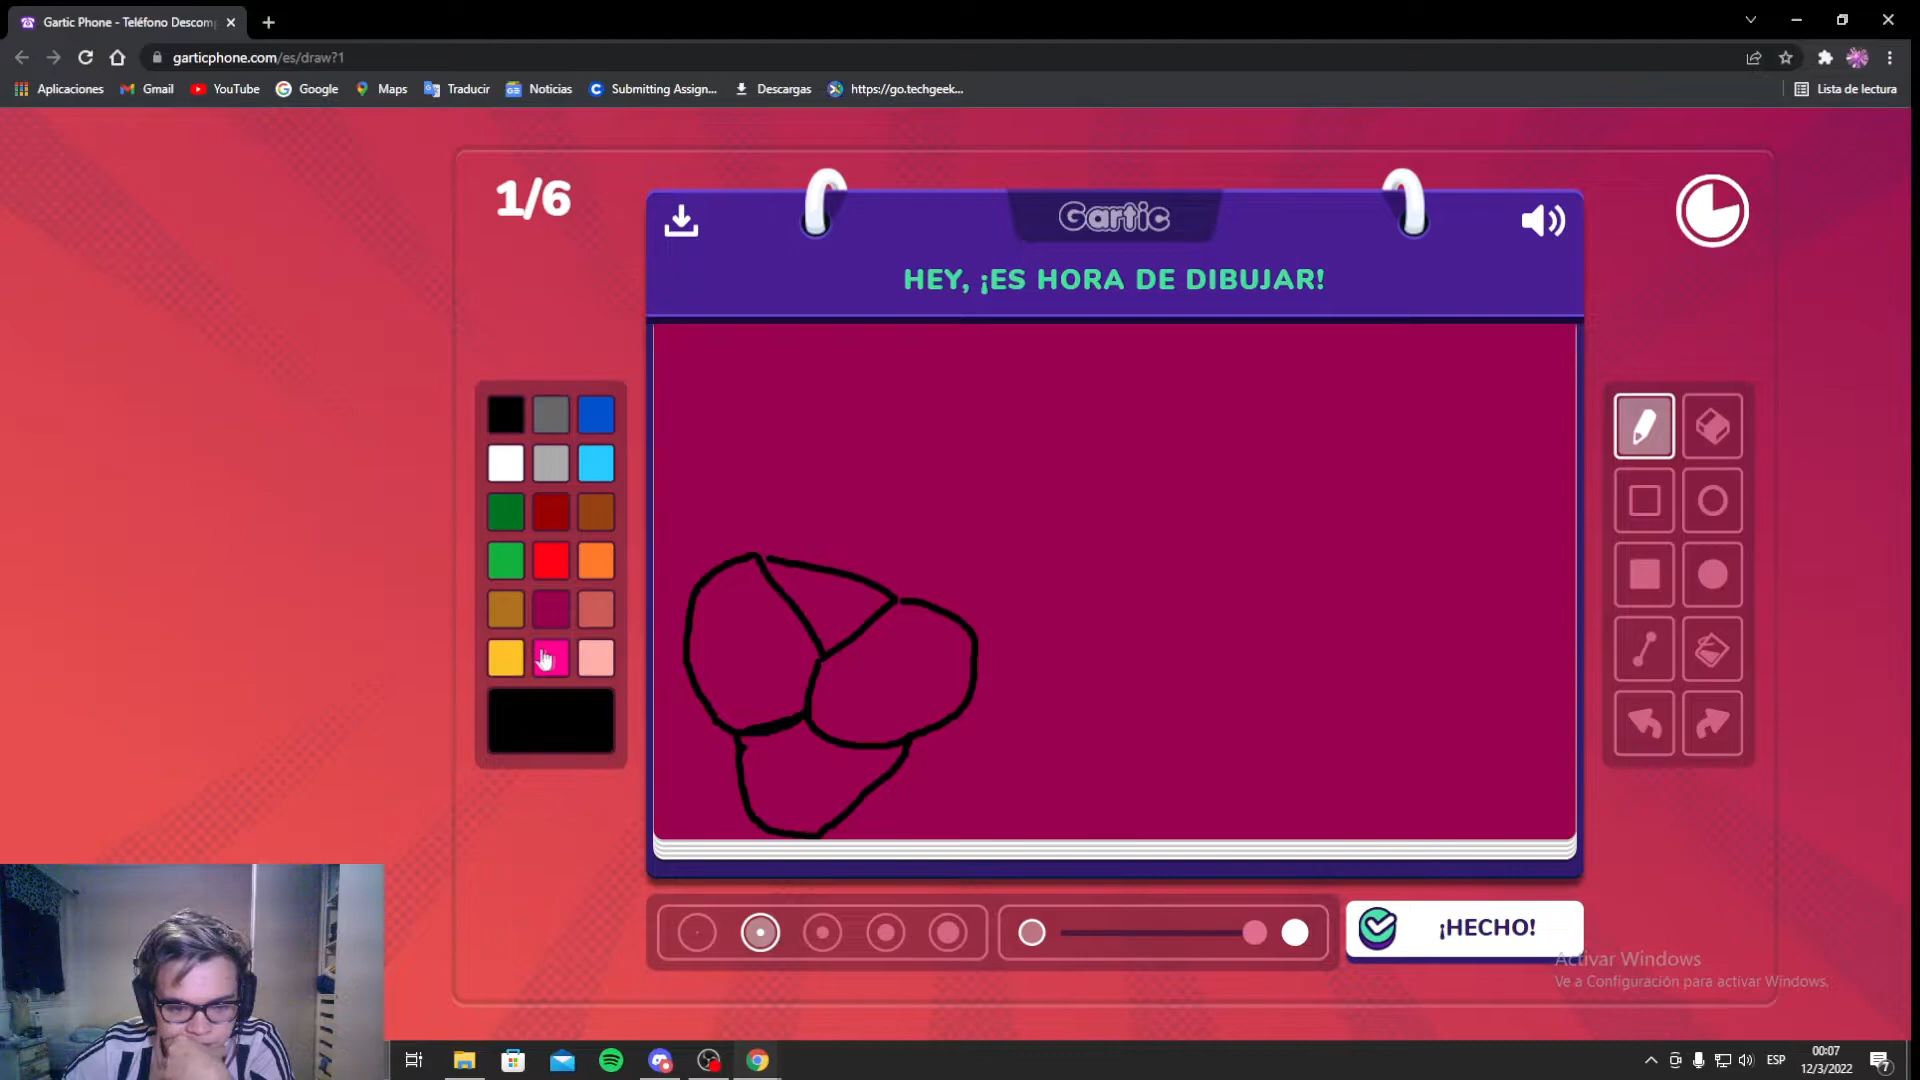 Gartic Phone - Teléfono Descomp
garticphone.com/es/draw?1
Aplicaciones
Gmail
YouTube
Google
Maps
Traducir
Noticias
Submitting Assign...
Descargas
https://go.techgeek...
Lista de lectura
1/6
Gartic
HEY, ¡ES HORA DE DIBUJAR!
¡HECHO!
Activar Windows
Ve a Configuración para activar Windows.
ESP
00:07
12/3/2022
7